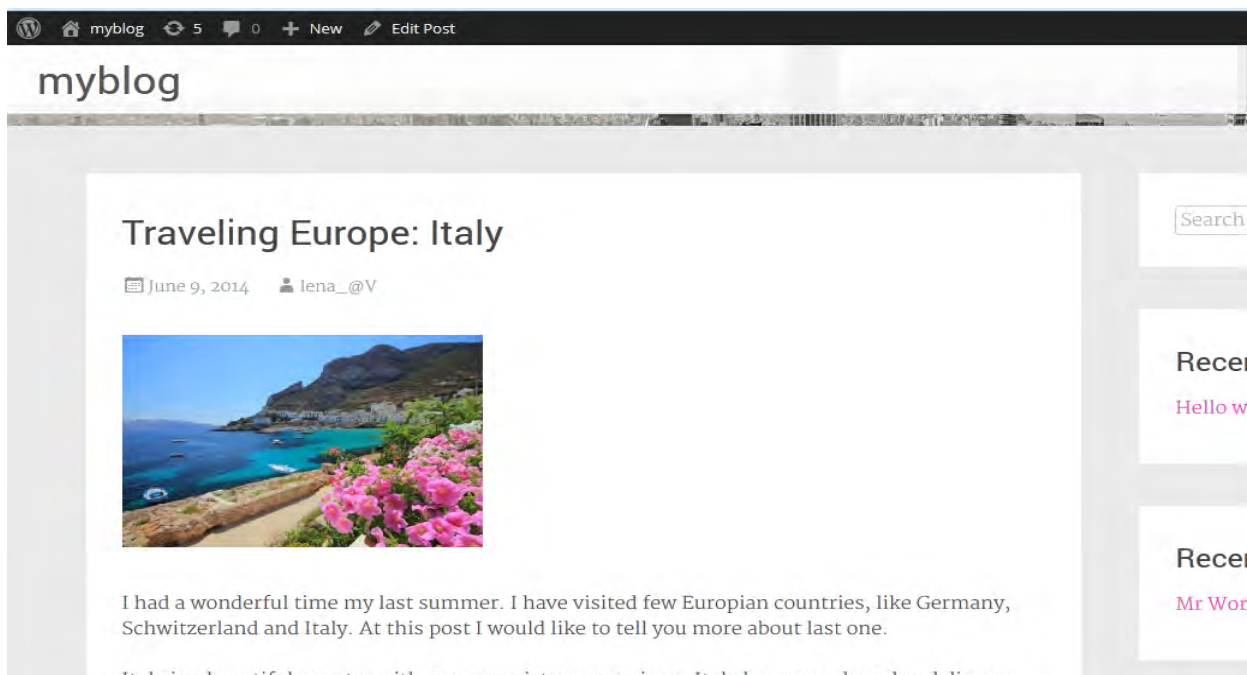 myblog 5 0 New Edit Post
myblog
Traveling Europe: Italy
June 9, 2014 lena_@V
I had a wonderful time my last summer. I have visited few Europian countries, like Germany,
Schwitzerland and Italy. At this post I would like to tell you more about last one.
Search
Recen
Hello w
Recen
Mr Wor